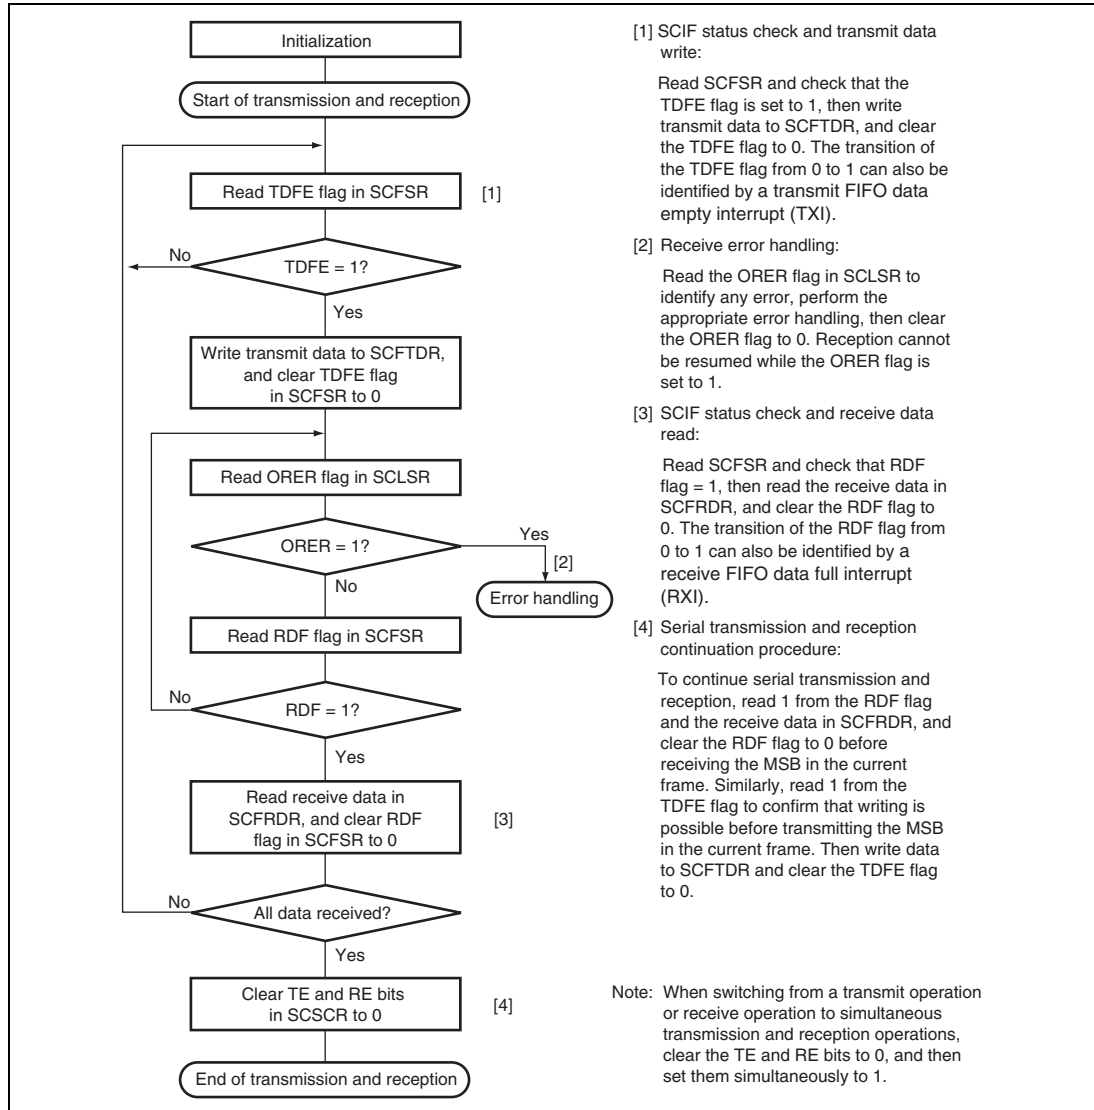 Initialization
Start of transmission and reception
Read TDFE flag in SCFSR
[1]
No
TDFE = 1?
Yes
Write transmit data to SCFTDR,
and clear TDFE flag
in SCFSR to 0
Read ORER flag in SCLSR
ORER = 1?
Yes
[2]
No
Error handling
Read RDF flag in SCFSR
No
RDF = 1?
Yes
Read receive data in
SCFRDR, and clear RDF
flag in SCFSR to 0
[3]
No
All data received?
Yes
Clear TE and RE bits
in SCSCR to 0
[4]
End of transmission and reception
[1] SCIF status check and transmit data
write:
Read SCFSR and check that the
TDFE flag is set to 1, then write
transmit data to SCFTDR, and clear
the TDFE flag to 0. The transition of
the TDFE flag from 0 to 1 can also be
identified by a transmit FIFO data
empty interrupt (TXI).
[2] Receive error handling:
Read the ORER flag in SCLSR to
identify any error, perform the
appropriate error handling, then clear
the ORER flag to 0. Reception cannot
be resumed while the ORER flag is
set to 1.
[3] SCIF status check and receive data
read:
Read SCFSR and check that RDF
flag = 1, then read the receive data in
SCFRDR, and clear the RDF flag to
0. The transition of the RDF flag from
0 to 1 can also be identified by a
receive FIFO data full interrupt
(RXI).
[4] Serial transmission and reception
continuation procedure:
To continue serial transmission and
reception, read 1 from the RDF flag
and the receive data in SCFRDR, and
clear the RDF flag to 0 before
receiving the MSB in the current
frame. Similarly, read 1 from the
TDFE flag to confirm that writing is
possible before transmitting the MSB
in the current frame. Then write data
to SCFTDR and clear the TDFE flag
to 0.
Note: When switching from a transmit operation
or receive operation to simultaneous
transmission and reception operations,
clear the TE and RE bits to 0, and then
set them simultaneously to 1.